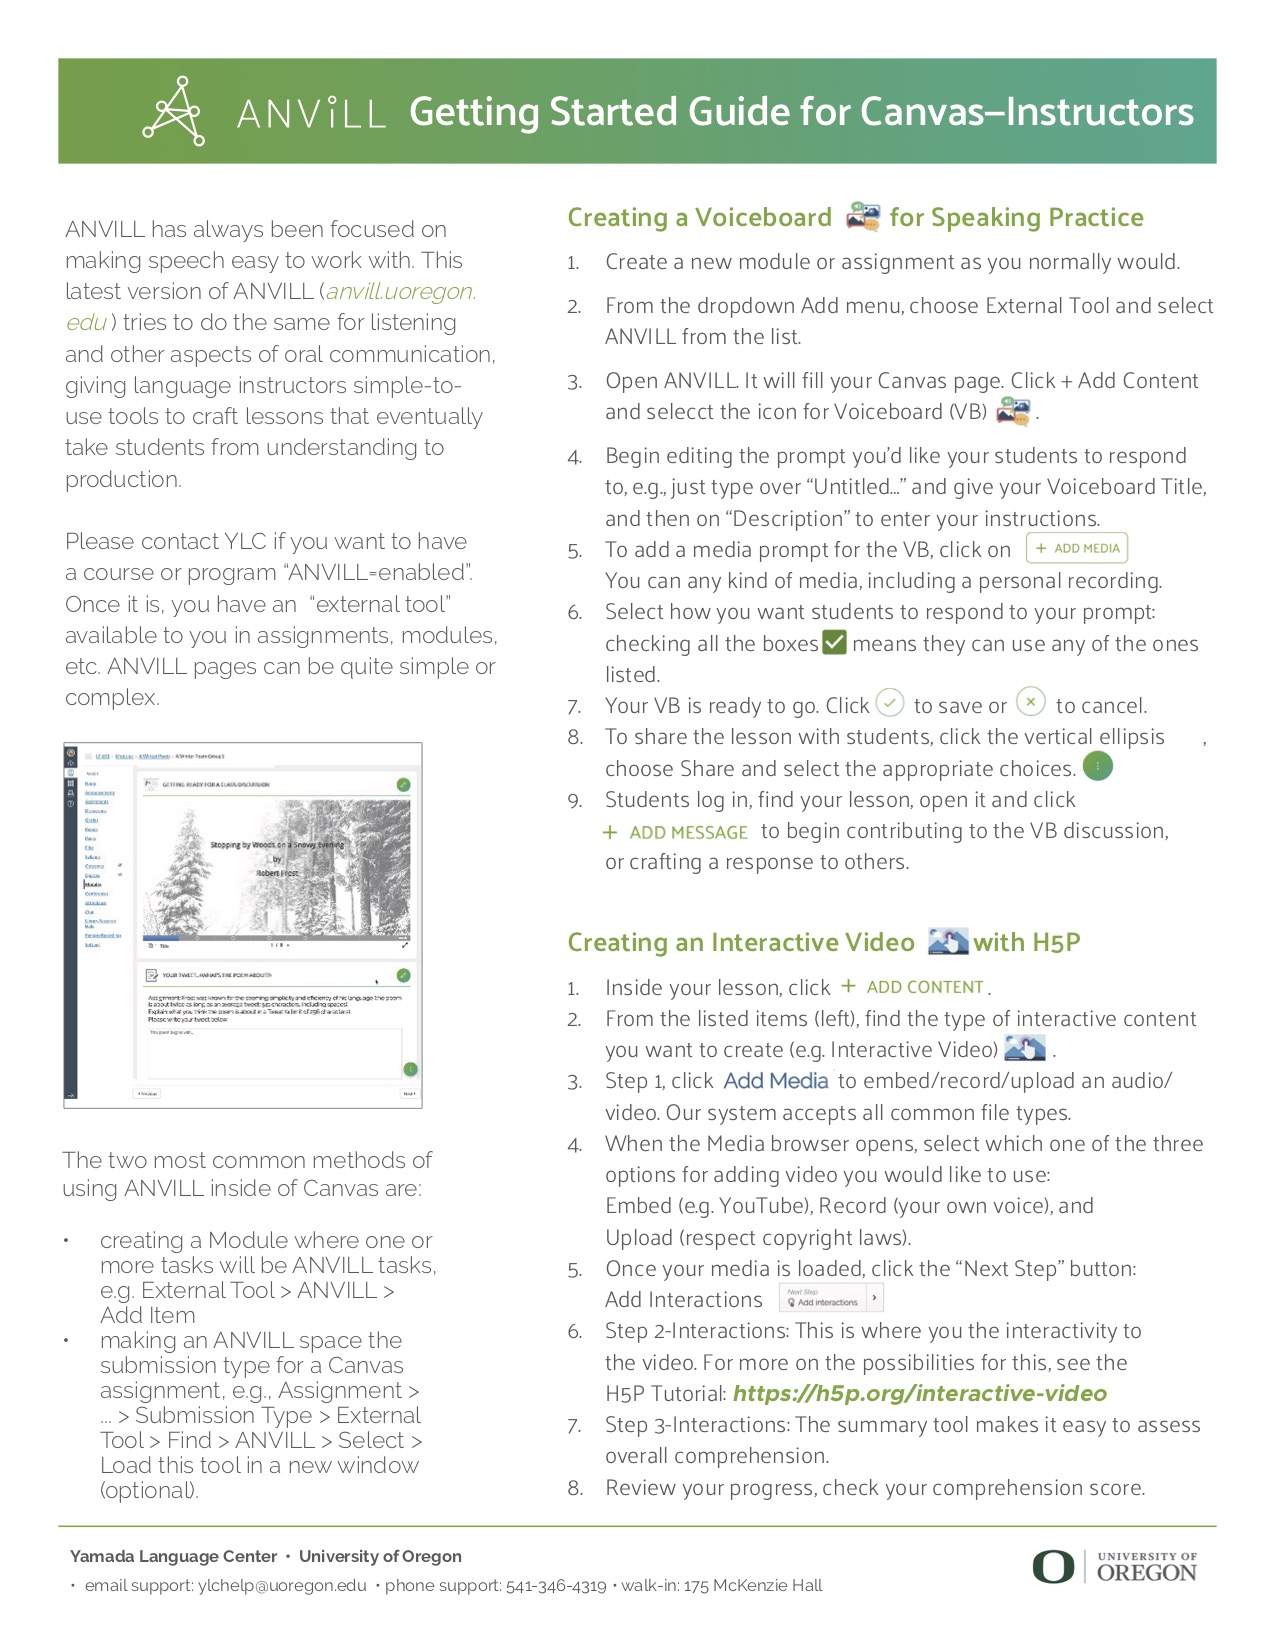 ANViLL Getting Started Guide for Canvas—Instructors
ANVILL has always been focused on
making speech easy to work with. This
latest version of ANVILL (anvill.uoregon.
edu ) tries to do the same for listening
and other aspects of oral communication,
giving language instructors simple-to-
use tools to craft lessons that eventually
take students from understanding to
production.
Please contact YLC if you want to have
a course or program “ANVILL=enabled”.
Once it is, you have an “external tool”
available to you in assignments, modules,
etc. ANVILL pages can be quite simple or
complex.
GETTING READY FOR A CLASS DISCUSSION
Stopping by Woods on a Snowy Evening
by
Robert Frost
Title
1 / 5
YOUR TWEET...WHAT'S THE POEM ABOUT?
Please write your tweet below
Previous
Next
The two most common methods of
using ANVILL inside of Canvas are:
• creating a Module where one or
more tasks will be ANVILL tasks,
e.g. External Tool > ANVILL >
Add Item
• making an ANVILL space the
submission type for a Canvas
assignment, e.g., Assignment >
... > Submission Type > External
Tool > Find > ANVILL > Select >
Load this tool in a new window
(optional).
Creating a Voiceboard for Speaking Practice
1. Create a new module or assignment as you normally would.
2. From the dropdown Add menu, choose External Tool and select
ANVILL from the list.
3. Open ANVILL. It will fill your Canvas page. Click + Add Content
and selecct the icon for Voiceboard (VB) .
4. Begin editing the prompt you’d like your students to respond
to, e.g., just type over “Untitled...” and give your Voiceboard Title,
and then on “Description” to enter your instructions.
5. To add a media prompt for the VB, click on + ADD MEDIA
You can any kind of media, including a personal recording.
6. Select how you want students to respond to your prompt:
checking all the boxes means they can use any of the ones
listed.
7. Your VB is ready to go. Click to save or to cancel.
8. To share the lesson with students, click the vertical ellipsis ,
choose Share and select the appropriate choices.
9. Students log in, find your lesson, open it and click
+ ADD MESSAGE to begin contributing to the VB discussion,
or crafting a response to others.
Creating an Interactive Video with H5P
1. Inside your lesson, click + ADD CONTENT .
2. From the listed items (left), find the type of interactive content
you want to create (e.g. Interactive Video) .
3. Step 1, click Add Media to embed/record/upload an audio/
video. Our system accepts all common file types.
4. When the Media browser opens, select which one of the three
options for adding video you would like to use:
Embed (e.g. YouTube), Record (your own voice), and
Upload (respect copyright laws).
5. Once your media is loaded, click the “Next Step” button:
Add Interactions Next Step Add interactions >
6. Step 2-Interactions: This is where you the interactivity to
the video. For more on the possibilities for this, see the
H5P Tutorial: https://h5p.org/interactive-video
7. Step 3-Interactions: The summary tool makes it easy to assess
overall comprehension.
8. Review your progress, check your comprehension score.
Yamada Language Center • University of Oregon
• email support: ylchelp@uoregon.edu • phone support: 541-346-4319 • walk-in: 175 McKenzie Hall
UNIVERSITY OF
OREGON